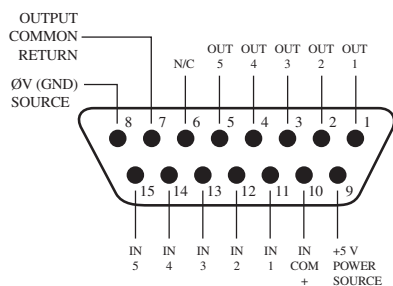 OUTPUT
COMMON
RETURN
ØV (GND)
SOURCE
N/C
OUT
5
OUT
4
OUT
3
OUT
2
OUT
1
8 7 6 5 4 3 2 1
15 14 13 12 11 10 9
IN
5
IN
4
IN
3
IN
2
IN
1
IN
COM
+
+5 V
POWER
SOURCE